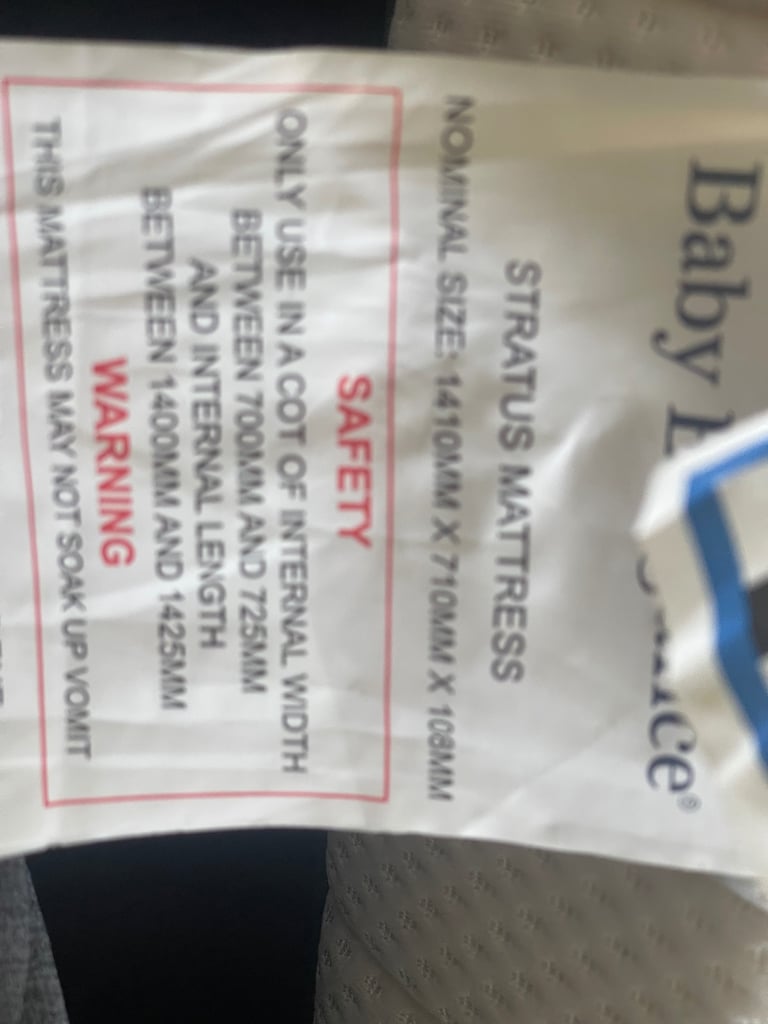 Baby
STRATUS MATTRESS
NOMINAL SIZE: 1410MM X 710MM X 108MM
SAFETY
ONLY USE IN A COT OF INTERNAL WIDTH
BETWEEN 700MM AND 725MM
AND INTERNAL LENGTH
BETWEEN 1400MM AND 1425MM
WARNING
THIS MATTRESS MAY NOT SOAK UP VOMIT